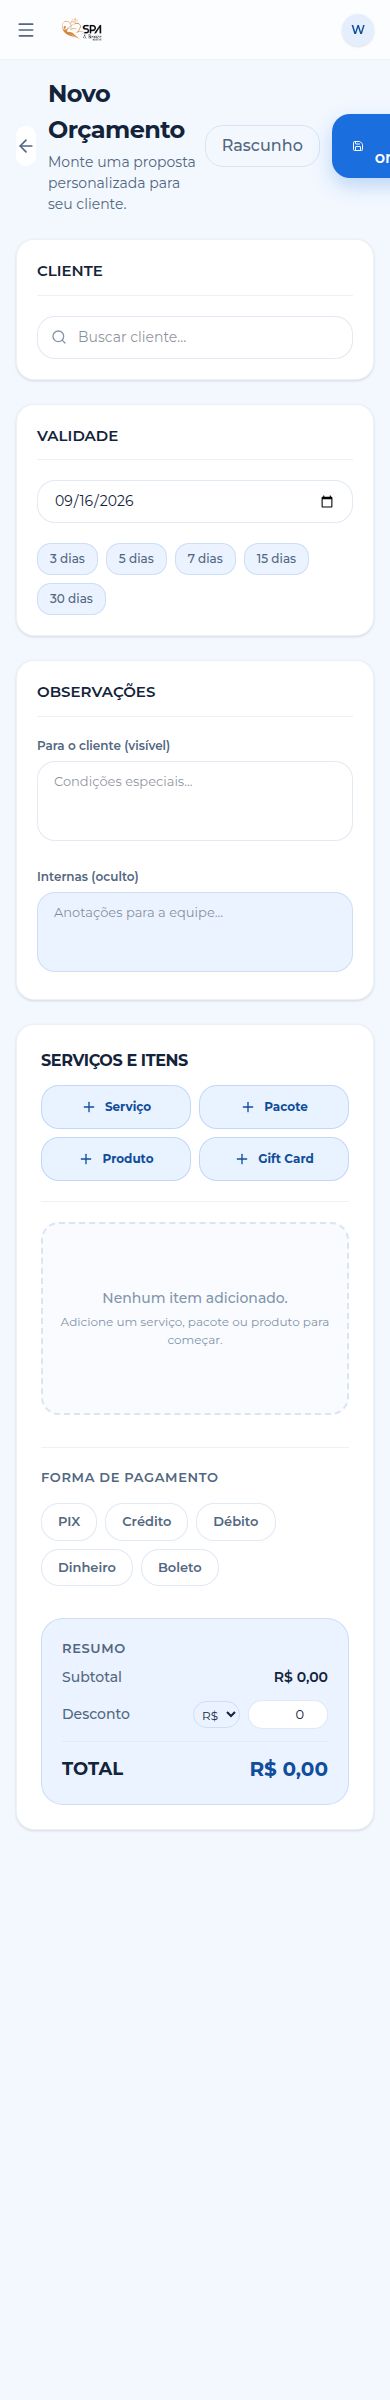 SPA
W
Novo
Orçamento
Monte uma proposta
personalizada para
seu cliente.
Rascunho
CLIENTE
Buscar cliente...
VALIDADE
09/16/2026
3 dias
5 dias
7 dias
15 dias
30 dias
OBSERVAÇÕES
Para o cliente (visível)
Condições especiais...
Internas (oculto)
Anotações para a equipe...
SERVIÇOS E ITENS
Serviço
Pacote
Produto
Gift Card
Nenhum item adicionado.
Adicione um serviço, pacote ou produto para
começar.
FORMA DE PAGAMENTO
PIX
Crédito
Débito
Dinheiro
Boleto
RESUMO
Subtotal R$ 0,00
Desconto R$ 0
TOTAL R$ 0,00